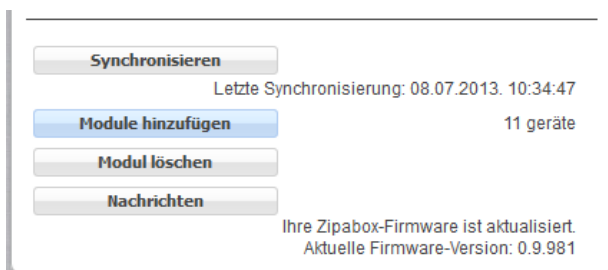 Synchronisieren
Letzte Synchronisierung: 08.07.2013. 10:34:47
Module hinzufügen 11 geräte
Modul löschen
Nachrichten
Ihre Zipabox-Firmware ist aktualisiert.
Aktuelle Firmware-Version: 0.9.981